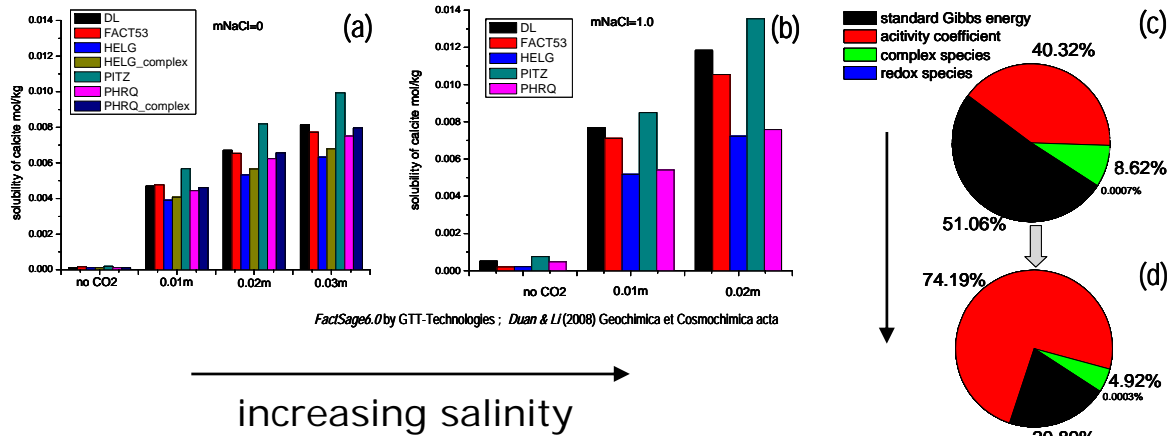 0.014
0.012
0.010
0.008
0.006
0.004
0.002
0.000
solubility of calcite mol/kg
DL
FACT53
HELG
HELG_complex
PITZ
PHRQ
PHRQ_complex
mNaCl=0
(a)
no CO2
0.01m
0.02m
0.03m
0.014
0.012
0.010
0.008
0.006
0.004
0.002
0.000
solubility of calcite mol/kg
DL
FACT53
HELG
PITZ
PHRQ
mNaCl=1.0
(b)
no CO2
0.01m
0.02m
FactSage6.0 by GTT-Technologies ; Duan & Li (2008) Geochimica et Cosmochimica acta
increasing salinity
standard Gibbs energy
acitivity coefficient
complex species
redox species
(c)
40.32%
8.62%
0.0007%
51.06%
(d)
74.19%
4.92%
0.0003%